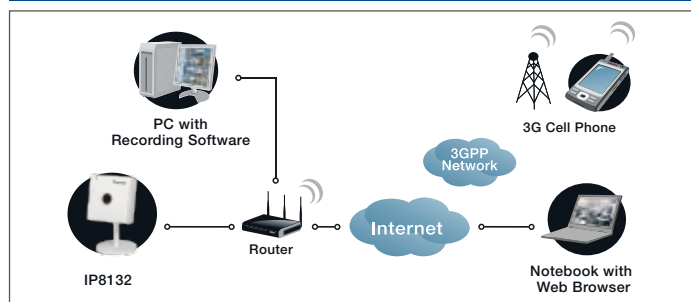 PC with
Recording Software
3G Cell Phone
3GPP
Network
Internet
Router
IP8132
Notebook with
Web Browser